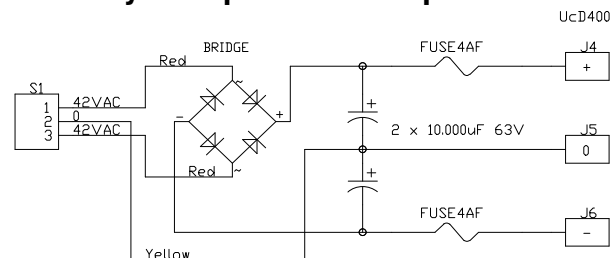 UcD400
BRIDGE
FUSE4AF
J4
Red
+
S1
~
1 42VAC
2 0
3 42VAC
-
+
+
2 x 10.000uF 63V
J5
0
+
Red
~
FUSE4AF
J6
-
Yellow